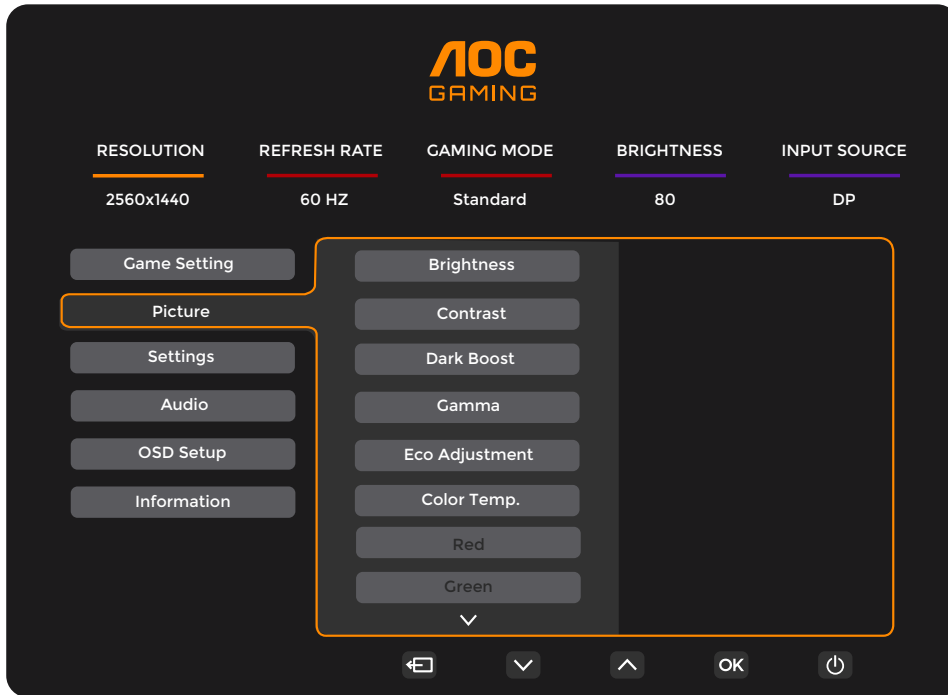 AOC
GAMING
RESOLUTION REFRESH RATE GAMING MODE BRIGHTNESS INPUT SOURCE
2560x1440 60 HZ Standard 80 DP
Game Setting
Picture
Settings
Audio
OSD Setup
Information
Brightness
Contrast
Dark Boost
Gamma
Eco Adjustment
Color Temp.
Red
Green
OK